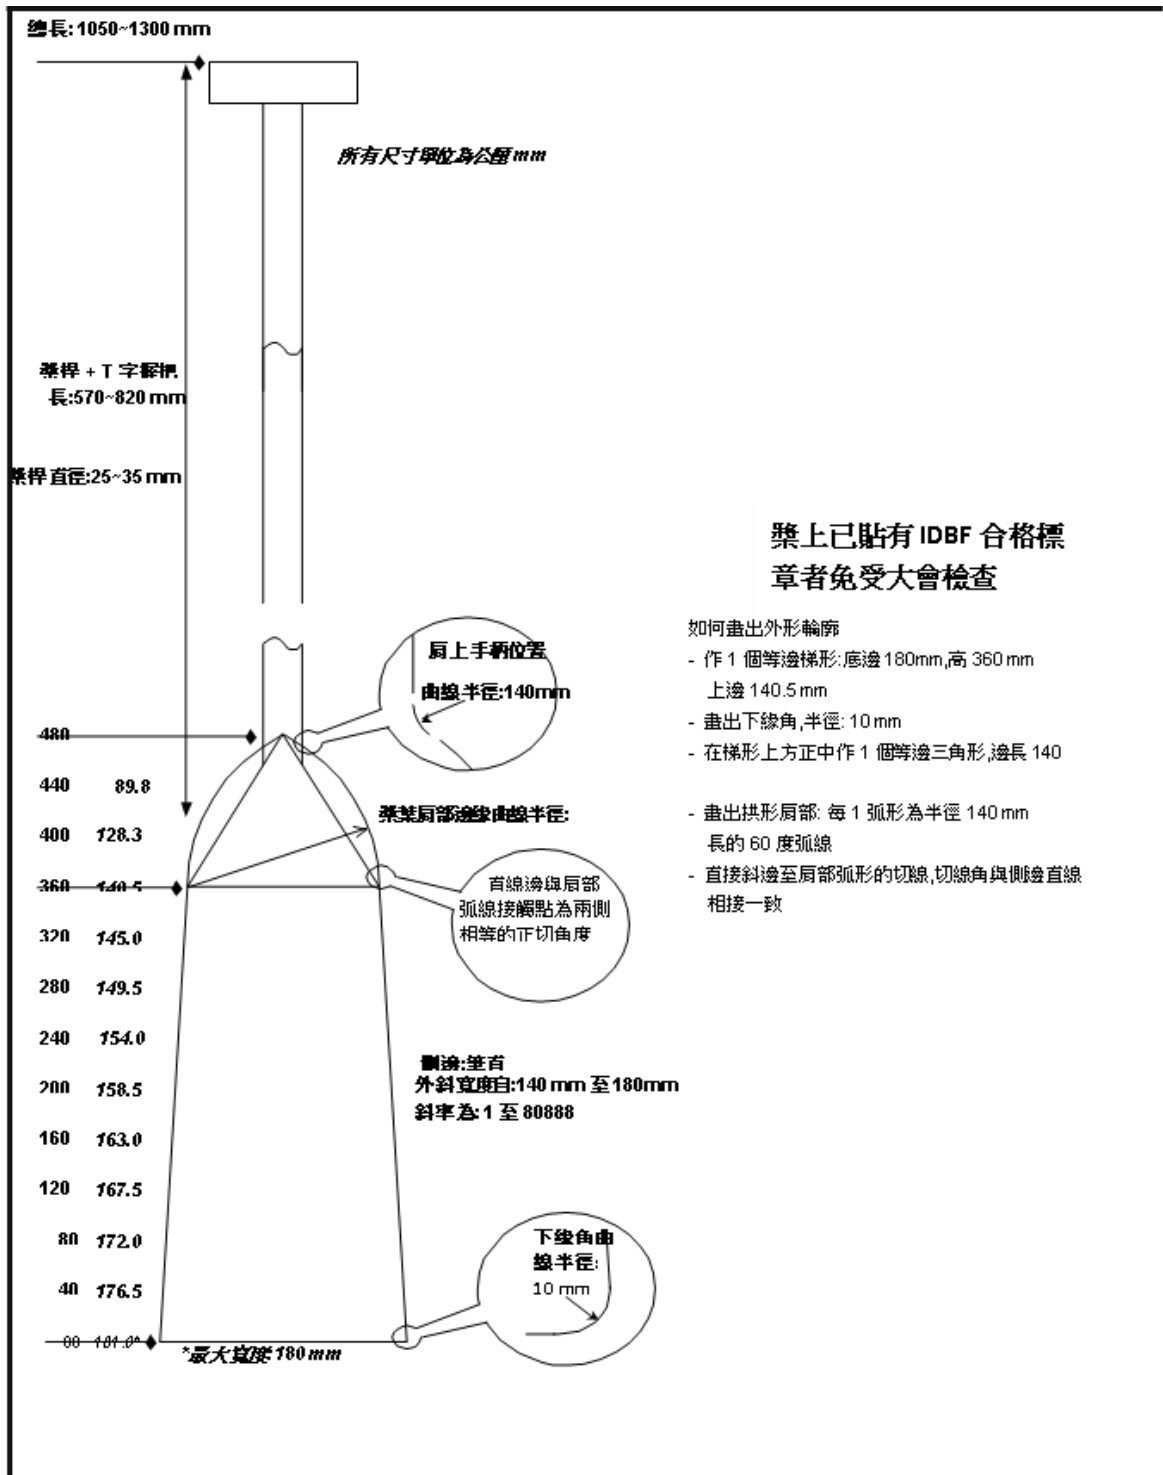 總長: 1050~1300 mm
所有尺寸單位為公釐 mm
槳桿 + T 字握把
長:570~820 mm
槳桿 直徑:25~35 mm
槳上已貼有 IDBF 合格標
章者免受大會檢查
如何畫出外形輪廓
- 作 1 個等邊梯形:底邊 180mm,高 360 mm
上邊 140.5 mm
- 畫出下緣角,半徑: 10 mm
- 在梯形上方正中作 1 個等邊三角形,邊長 140
- 畫出拱形肩部: 每 1 弧形為半徑 140 mm
長的 60 度弧線
- 直接斜邊至肩部弧形的切線,切線角與側邊直線
相接一致
肩上手柄位置
曲線半徑:140mm
480
440 89.8
槳葉肩部邊緣曲線半徑:
400 128.3
360 140.5
直線邊與肩部
弧線接觸點為兩側
相等的正切角度
320 145.0
280 149.5
240 154.0
側邊:筆直
外斜寬度自:140 mm 至 180mm
斜率為: 1 至 80888
200 158.5
160 163.0
120 167.5
80 172.0
40 176.5
00 181.0*
下緣角曲
線半徑:
10 mm
*最大寬度 180 mm